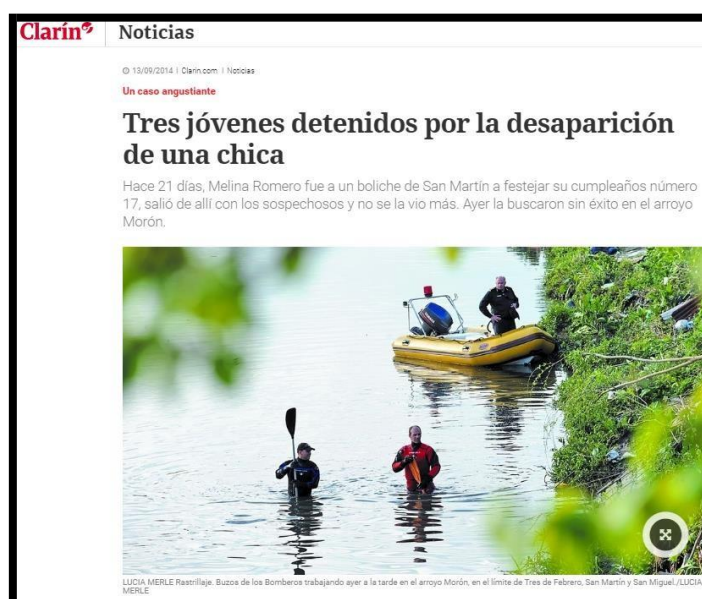 Clarín
Noticias
13/09/2014 | Clarin.com | Noticias
Un caso angustiante
Tres jóvenes detenidos por la desaparición
de una chica
Hace 21 días, Melina Romero fue a un boliche de San Martín a festejar su cumpleaños número
17, salió de allí con los sospechosos y no se la vio más. Ayer la buscaron sin éxito en el arroyo
Morón.
LUCIA MERLE Rastrillaje. Buzos de los Bomberos trabajando ayer a la tarde en el arroyo Morón, en el límite de Tres de Febrero, San Martín y San Miguel./LUCIA
MERLE